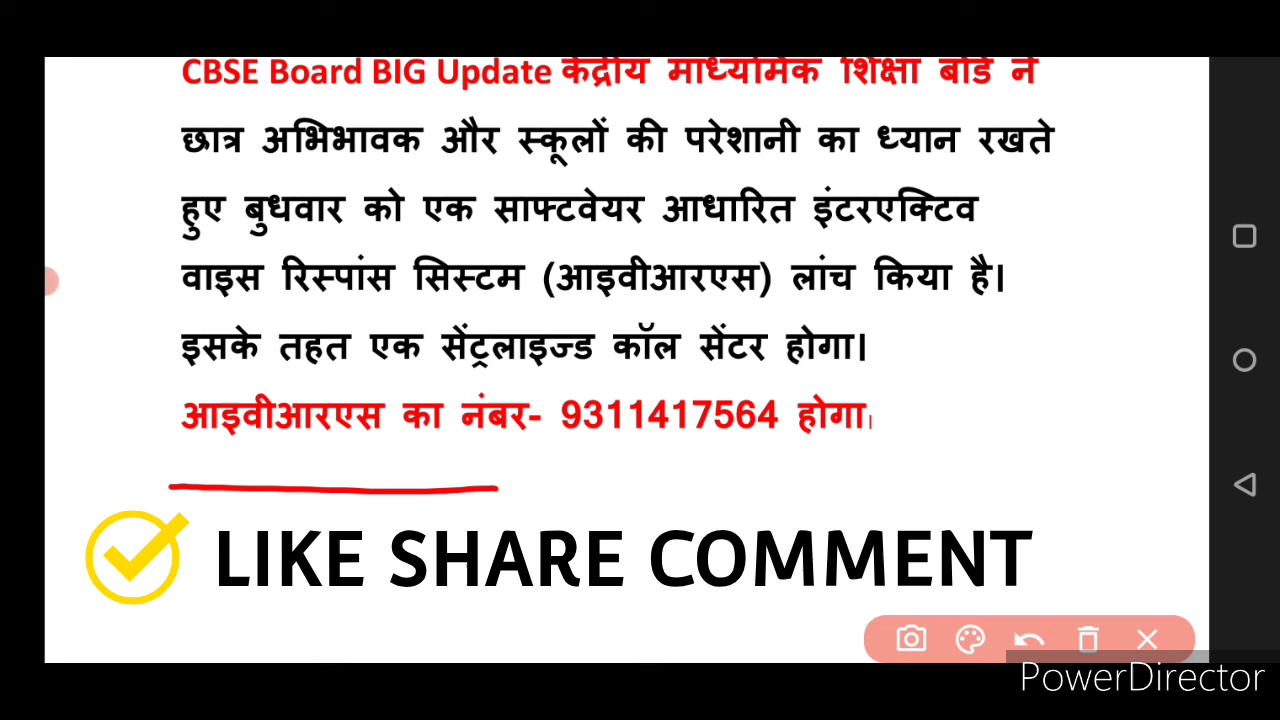 CBSE Board BIG Update केंद्रीय माध्यमिक शिक्षा बोर्ड ने
छात्र अभिभावक और स्कूलों की परेशानी का ध्यान रखते
हुए बुधवार को एक साफ्टवेयर आधारित इंटरएक्टिव
वाइस रिस्पांस सिस्टम (आइवीआरएस) लांच किया है।
इसके तहत एक सेंट्रलाइज्ड कॉल सेंटर होगा।
आइवीआरएस का नंबर- 9311417564 होगा।
LIKE SHARE COMMENT
PowerDirector